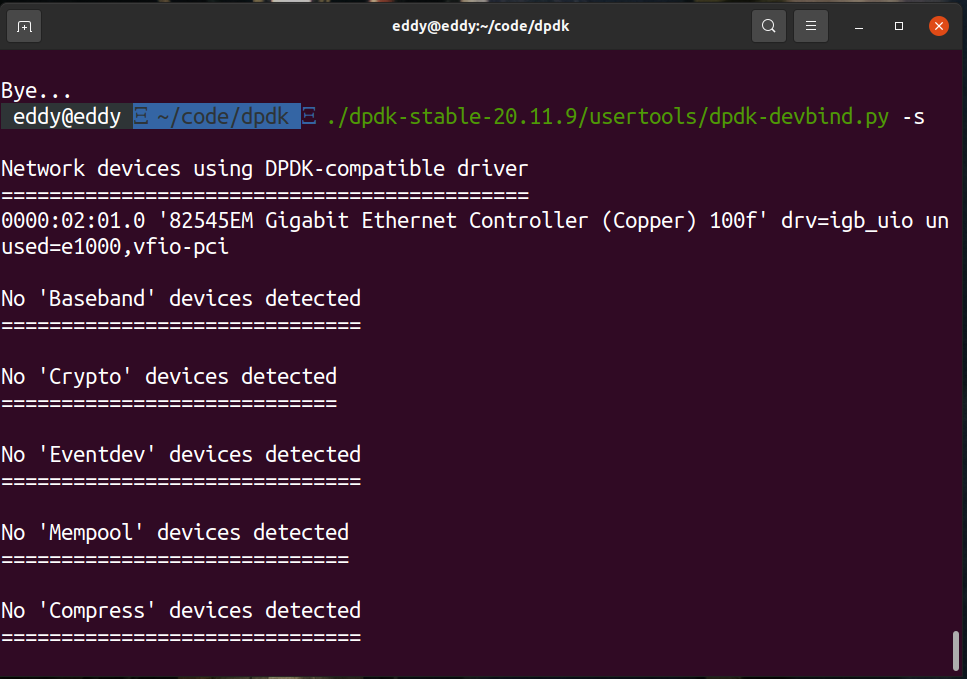 eddy@eddy:~/code/dpdk
Bye...
eddy@eddy ~/code/dpdk ./dpdk-stable-20.11.9/usertools/dpdk-devbind.py -s
Network devices using DPDK-compatible driver
============================================
0000:02:01.0 '82545EM Gigabit Ethernet Controller (Copper) 100f' drv=igb_uio un
used=e1000,vfio-pci
No 'Baseband' devices detected
==============================
No 'Crypto' devices detected
============================
No 'Eventdev' devices detected
==============================
No 'Mempool' devices detected
=============================
No 'Compress' devices detected
==============================